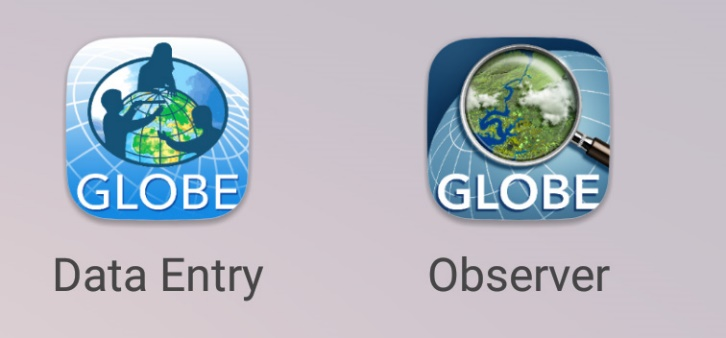 GLOBE
GLOBE
Data Entry
Observer